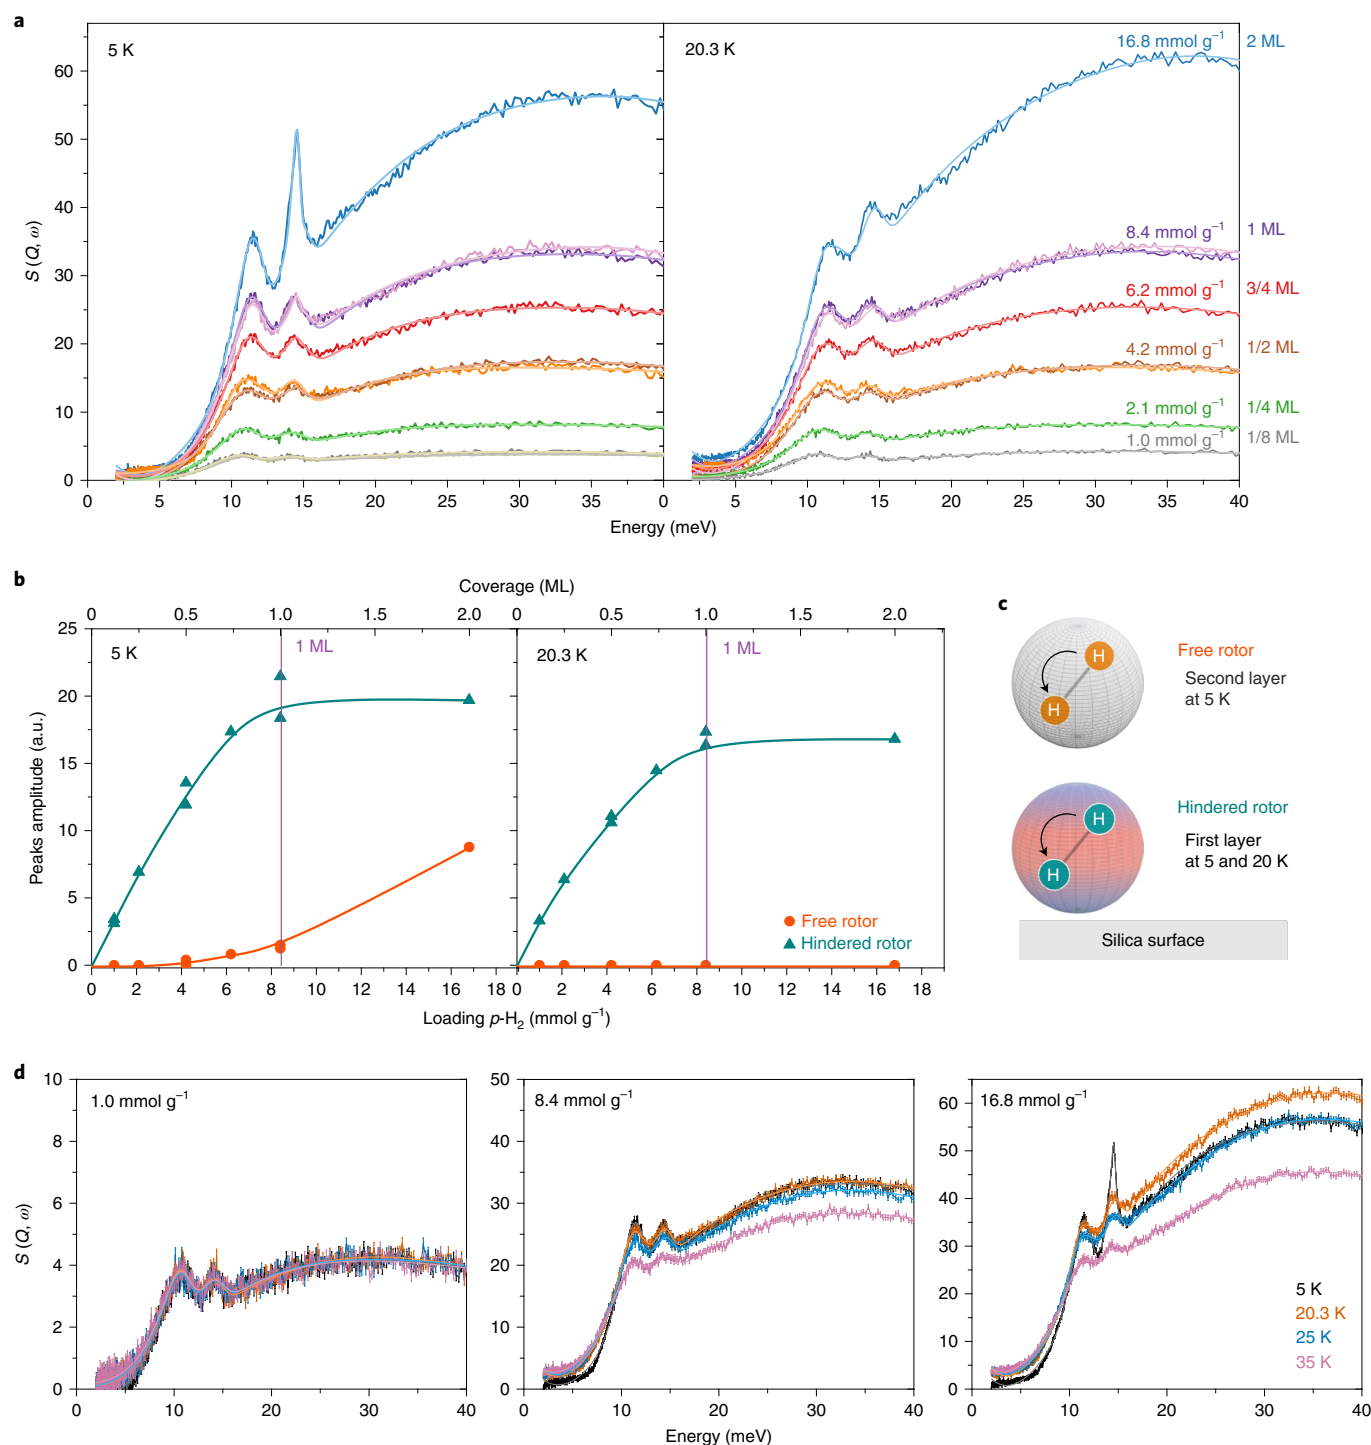 a
5 K
20.3 K
16.8 mmol g⁻¹ 2 ML
8.4 mmol g⁻¹ 1 ML
6.2 mmol g⁻¹ 3/4 ML
4.2 mmol g⁻¹ 1/2 ML
2.1 mmol g⁻¹ 1/4 ML
1.0 mmol g⁻¹ 1/8 ML
S (Q, ω)
60
50
40
30
20
10
0
0 5 10 15 20 25 30 35 0 5 10 15 20 25 30 35 40
Energy (meV)
b
Coverage (ML)
0 0.5 1.0 1.5 2.0 0 0.5 1.0 1.5 2.0
5 K
1 ML
20.3 K
1 ML
Peaks amplitude (a.u.)
25
20
15
10
5
0
Free rotor
Hindered rotor
0 2 4 6 8 10 12 14 16 18 0 2 4 6 8 10 12 14 16 18
Loading p-H₂ (mmol g⁻¹)
c
H
H
Free rotor
Second layer
at 5 K
H
H
Hindered rotor
First layer
at 5 and 20 K
Silica surface
d
S (Q, ω)
1.0 mmol g⁻¹
10
8
6
4
2
0
0 10 20 30 40
8.4 mmol g⁻¹
50
40
30
20
10
0
0 10 20 30 40
16.8 mmol g⁻¹
60
50
40
30
20
10
0
0 10 20 30 40
5 K
20.3 K
25 K
35 K
Energy (meV)